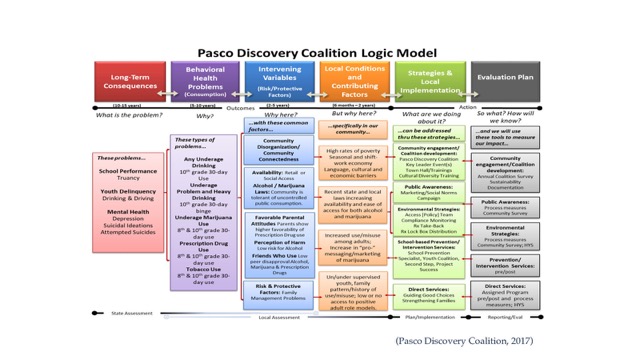 Pasco Discovery Coalition Logic Model
Long-Term
Consequences
Behavioral
Health
Problems
(Consumption)
Intervening
Variables
(Risk/Protective
Factors)
Local Conditions
and
Contributing
Factors
Strategies &
Local
Implementation
Evaluation Plan
(10-15 years)
(5-10 years)
(2-5 years)
(6 months – 2 years)
Outcomes
Action
What is the problem?
Why?
Why here?
But why here?
What are we doing
about it?
So what? How will
we know?
These problems…
School Performance
Truancy
Youth Delinquency
Drinking & Driving
Mental Health
Depression
Suicidal Ideations
Attempted Suicides
These types of
problems…
Any Underage
Drinking
10th grade 30-day
use
Underage
Problem and Heavy
Drinking
10th grade 30-day
binge
Underage Marijuana
Use
8th & 10th grade 30-
day use
Prescription Drug
Use
8th & 10th grade 30-
day use
Tobacco Use
8th & 10th grade 30-
day use
…with these common
factors…
Community
Disorganization/
Community
Connectedness
Availability: Retail or
Social Access
Alcohol / Marijuana
Laws: Community is
tolerant of uncontrolled
public consumption.
Favorable Parental
Attitudes Parents show
higher favorability of
Prescription Drug use
Perception of Harm
Low risk for Alcohol
Friends Who Use Low
peer disapproval-Alcohol,
Marijuana & Prescription
Drugs
Risk & Protective
Factors: Family
Management Problems
…specifically in our
community…
High rates of poverty
Seasonal and shift-
work economy
Language, cultural and
economic barriers
Recent state and local
laws increasing
availability and ease of
access for both alcohol
and marijuana
Increased use/misuse
among adults;
Increase in "pro-"
messaging/marketing
of marijuana
Un/under supervised
youth, family
pattern/history of
use/misuse; low or no
access to positive
adult role models.
…can be addressed
thru these strategies…
Community engagement/
Coalition development:
Pasco Discovery Coalition
Key Leader Event(s)
Town Hall/Trainings
Cultural Diversity Training
Public Awareness:
Marketing/Social Norms
Campaign
Environmental Strategies:
Access [Policy] Team
Compliance Monitoring
Rx Take Back
Rx Lock Box Distribution
School-based Prevention/
Intervention Services:
School Prevention
Specialist, Youth Coalition,
Second Step, Project
Success
Direct Services:
Guiding Good Choices
Strengthening Families
…and we will use
these tools to measure
our impact…
Community
engagement/Coalition
development:
Annual Coalition Survey
Sustainability
Documentation
Public Awareness:
Process measures
Community Survey
Environmental
Strategies:
Process measures
Community Survey; HYS
Prevention/
Intervention Services:
pre/post
Direct Services:
Assigned Program
pre/post and process
measures; HYS
State Assessment
Local Assessment
Plan/Implementation
Reporting/Eval
(Pasco Discovery Coalition, 2017)